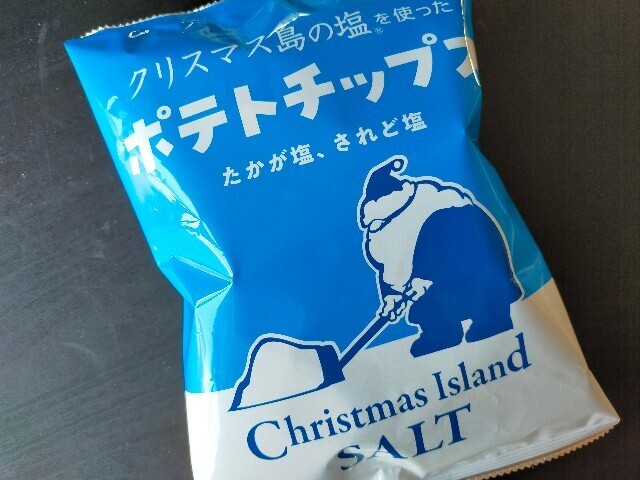 クリスマス島の塩®を使った
ポテトチップス
たかが塩、されど塩
Christmas Island
SALT